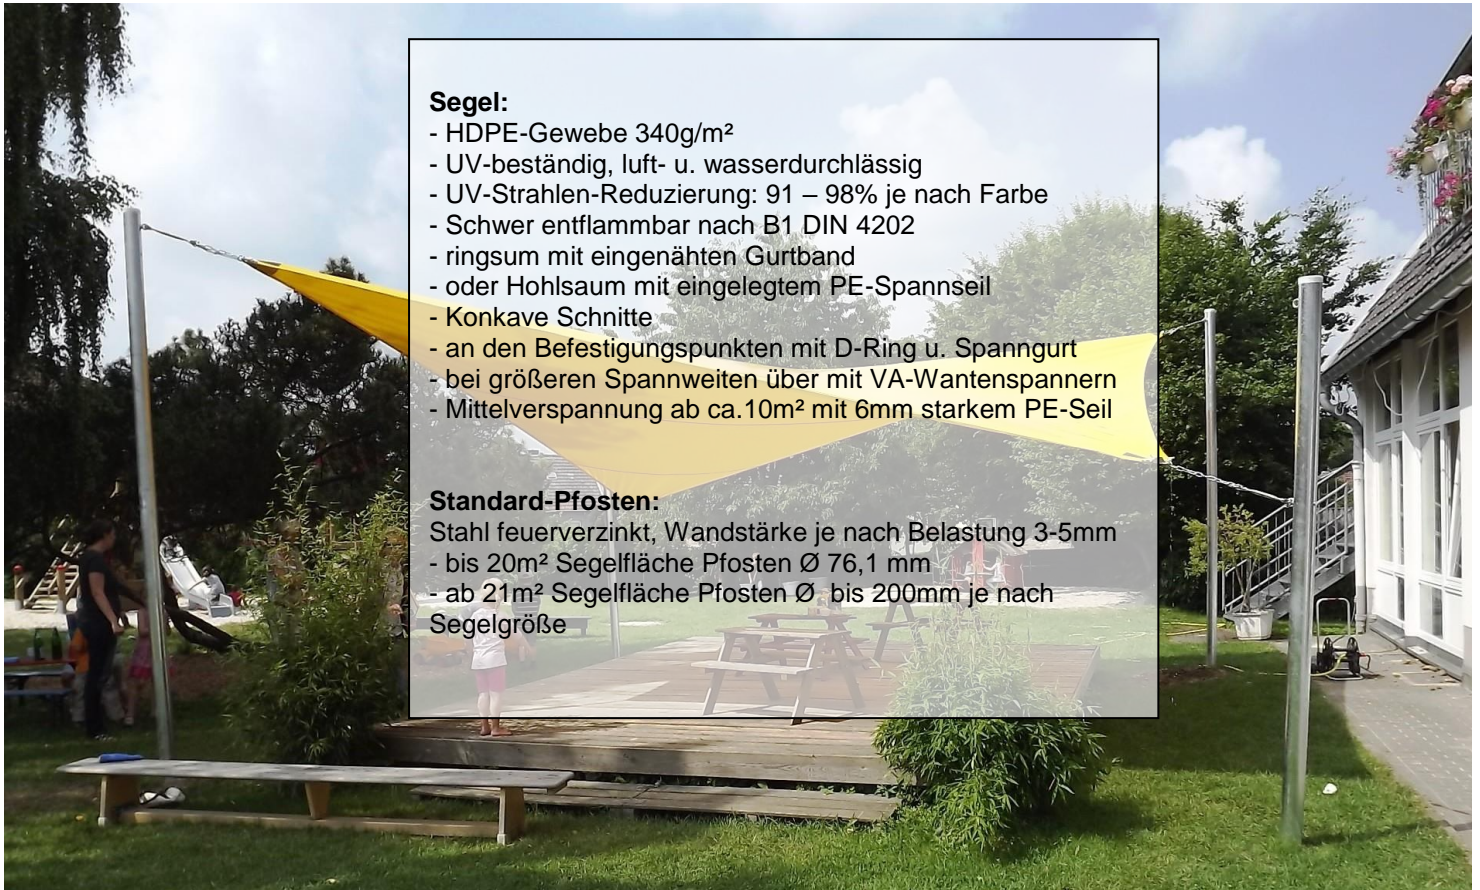 Segel:
- HDPE-Gewebe 340g/m²
- UV-beständig, luft- u. wasserdurchlässig
- UV-Strahlen-Reduzierung: 91 – 98% je nach Farbe
- Schwer entflammbar nach B1 DIN 4202
- ringsum mit eingenähten Gurtband
- oder Hohlsaum mit eingelegtem PE-Spannseil
- Konkave Schnitte
- an den Befestigungspunkten mit D-Ring u. Spanngurt
- bei größeren Spannweiten über mit VA-Wantenspannern
- Mittelverspannung ab ca.10m² mit 6mm starkem PE-Seil
Standard-Pfosten:
Stahl feuerverzinkt, Wandstärke je nach Belastung 3-5mm
- bis 20m² Segelfläche Pfosten Ø 76,1 mm
- ab 21m² Segelfläche Pfosten Ø  bis 200mm je nach
Segelgröße